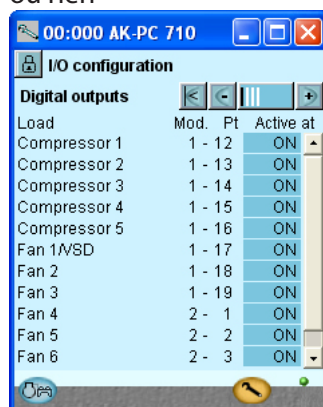 ou rien
00:000 AK-PC 710
I/O configuration
Digital outputs
Load Mod. Pt Active at
Compressor 1 1 - 12 ON
Compressor 2 1 - 13 ON
Compressor 3 1 - 14 ON
Compressor 4 1 - 15 ON
Compressor 5 1 - 16 ON
Fan 1/VSD 1 - 17 ON
Fan 2 1 - 18 ON
Fan 3 1 - 19 ON
Fan 4 2 - 1 ON
Fan 5 2 - 2 ON
Fan 6 2 - 3 ON